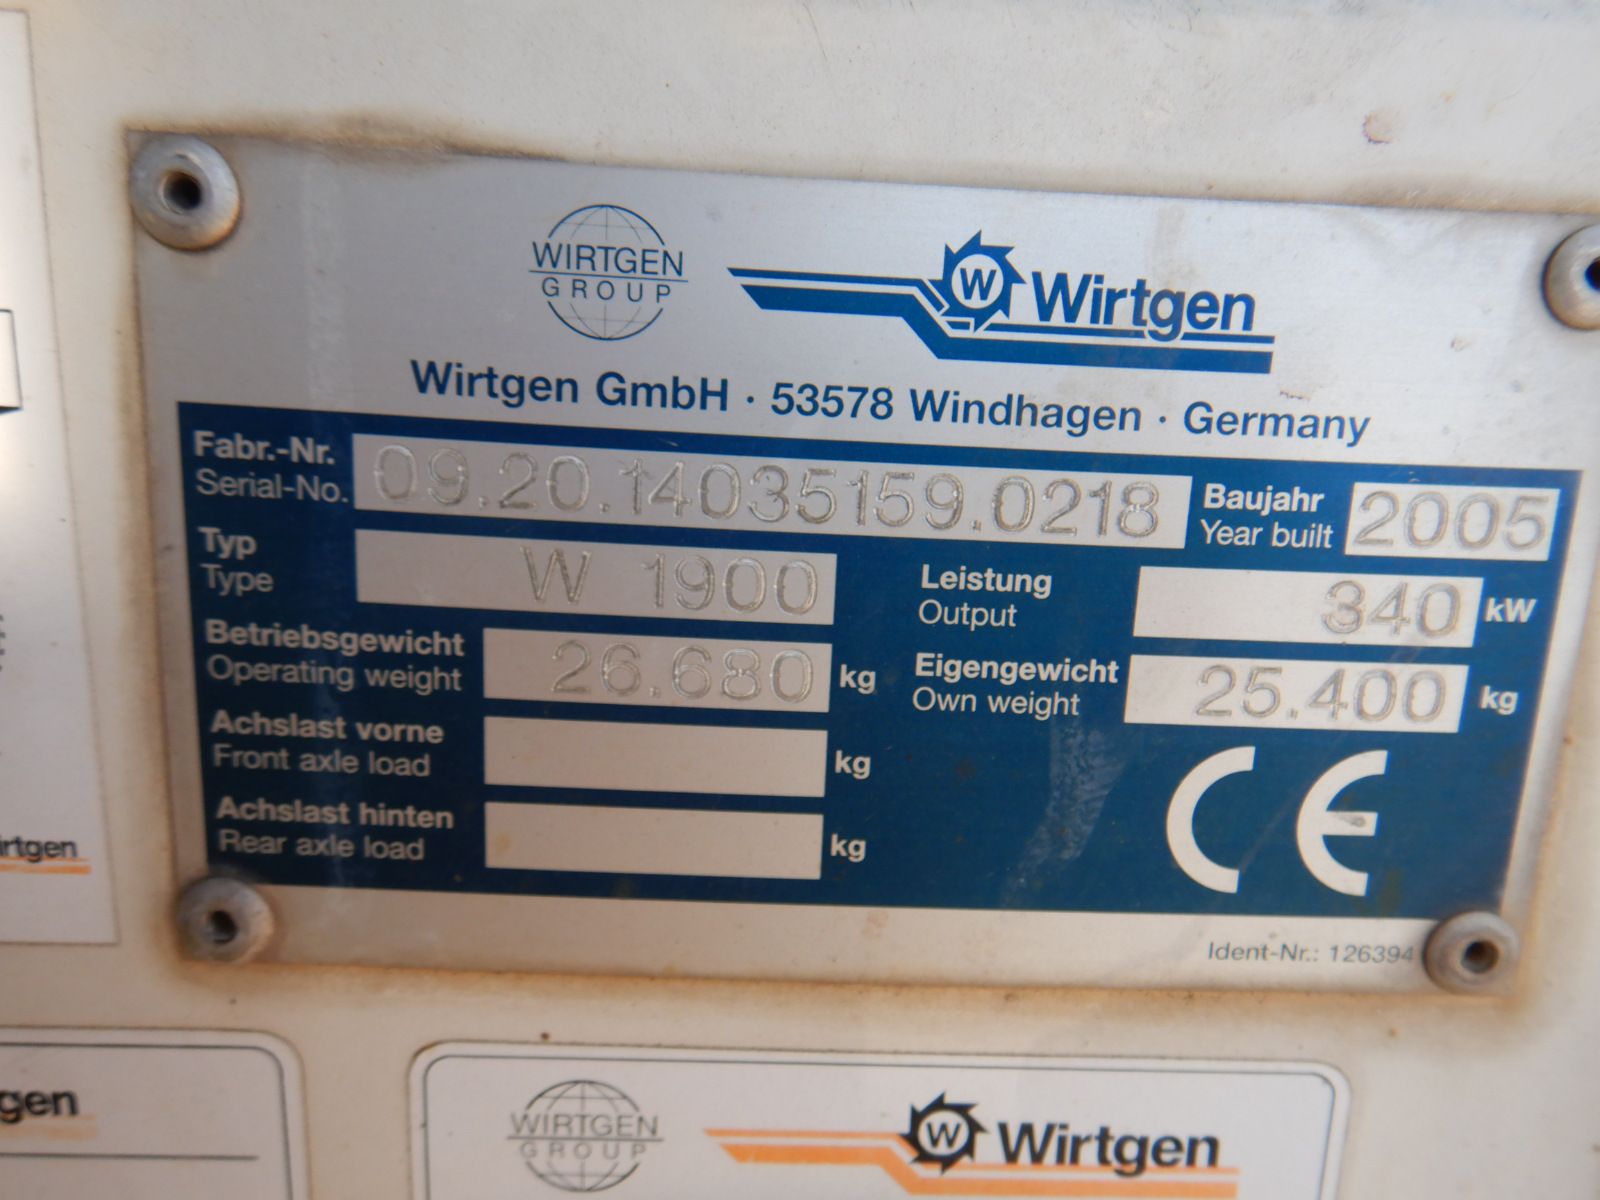 WIRTGEN
GROUP
W Wirtgen
Wirtgen GmbH · 53578 Windhagen · Germany
Fabr.-Nr.
Serial-No.
09.20.14035159.0218
Baujahr
Year built
2005
Typ
Type
W 1900
Leistung
Output
340 kW
Betriebsgewicht
Operating weight
26.680 kg
Eigengewicht
Own weight
25.400 kg
Achslast vorne
Front axle load
kg
Achslast hinten
Rear axle load
kg
CE
Ident-Nr.: 126394
irtgen
gen
WIRTGEN
GROUP
W Wirtgen